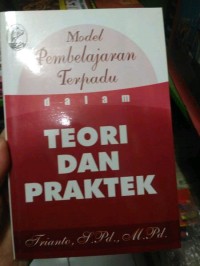 Model
Pembelajaran
Terpadu
dalam
TEORI
DAN
PRAKTEK
Trianto, S.Pd., M.Pd.